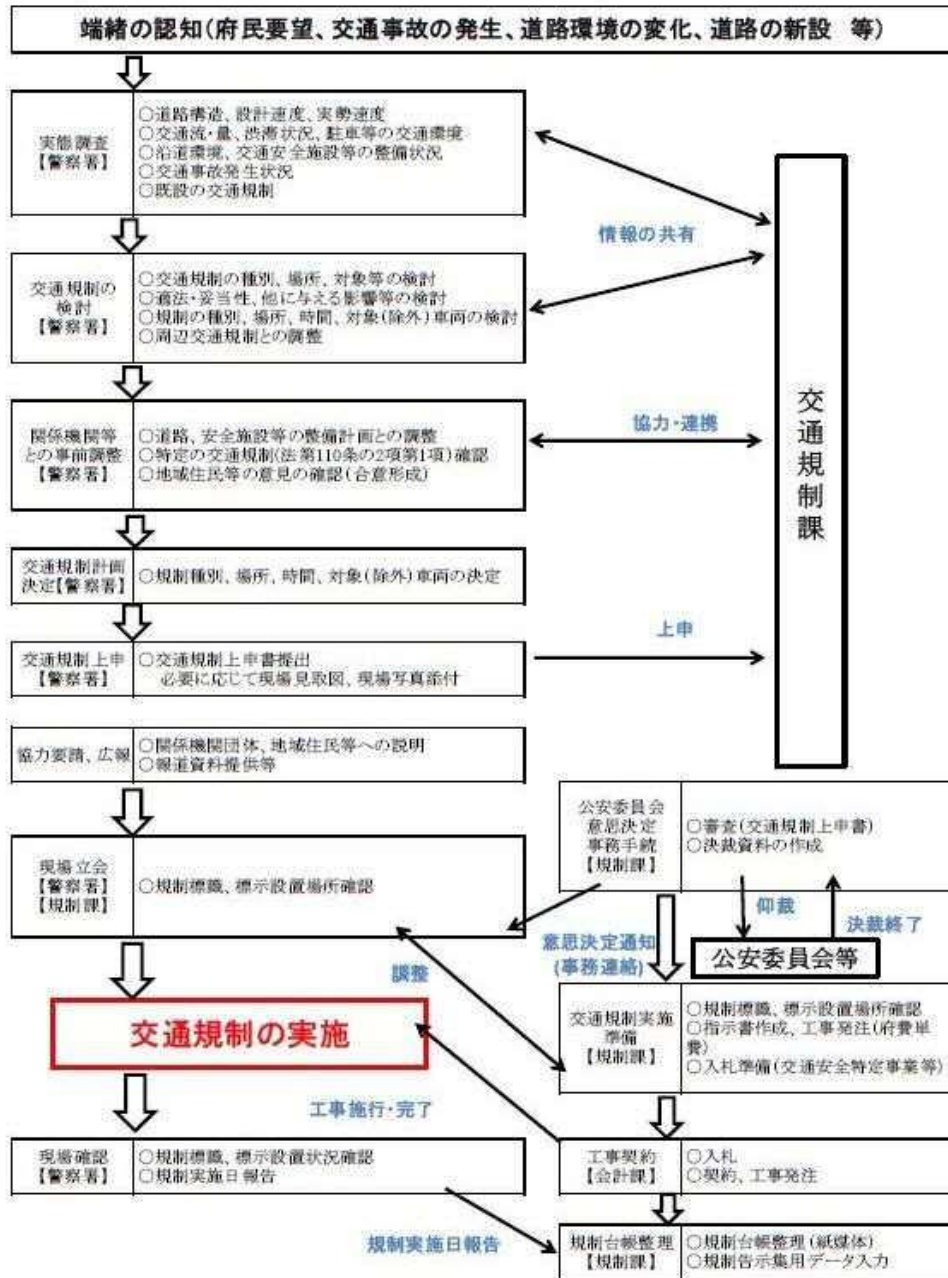 端緒の認知(府民要望、交通事故の発生、道路環境の変化、道路の新設 等)
実態調査
【警察署】
○道路構造、設計速度、実勢速度
○交通流・量、渋滞状況、駐車等の交通環境
○沿道環境、交通安全施設等の整備状況
○交通事故発生状況
○既設の交通規制
情報の共有
交通規制の
検討
【警察署】
○交通規制の種別、場所、対象等の検討
○適法・妥当性、他に与える影響等の検討
○規制の種別、場所、時間、対象(除外)車両の検討
○周辺交通規制との調整
交通規制課
関係機関等
との事前調整
【警察署】
○道路、安全施設等の整備計画との調整
○特定の交通規制(法第110条の2項第1項)確認
○地域住民等の意見の確認(合意形成)
協力・連携
交通規制計画
決定【警察署】
○規制種別、場所、時間、対象(除外)車両の決定
交通規制上申
【警察署】
○交通規制上申書提出
必要に応じて現場見取図、現場写真添付
上申
協力要請、広報
○関係機関団体、地域住民等への説明
○報道資料提供等
公安委員会
意思決定
事務手続
【規制課】
○審査(交通規制上申書)
○決裁資料の作成
現場立会
【警察署】
【規制課】
○規制標識、標示設置場所確認
仰裁
決裁終了
意思決定通知
(事務連絡)
公安委員会等
調整
交通規制の実施
交通規制実施
準備
【規制課】
○規制標識、標示設置場所確認
○指示書作成、工事発注(府費単
費)
○入札準備(交通安全特定事業等)
工事施行・完了
現場確認
【警察署】
○規制標識、標示設置状況確認
○規制実施日報告
工事契約
【会計課】
○入札
○契約、工事発注
規制実施日報告
規制台帳整理
【規制課】
○規制台帳整理(紙媒体)
○規制告示集用データ入力